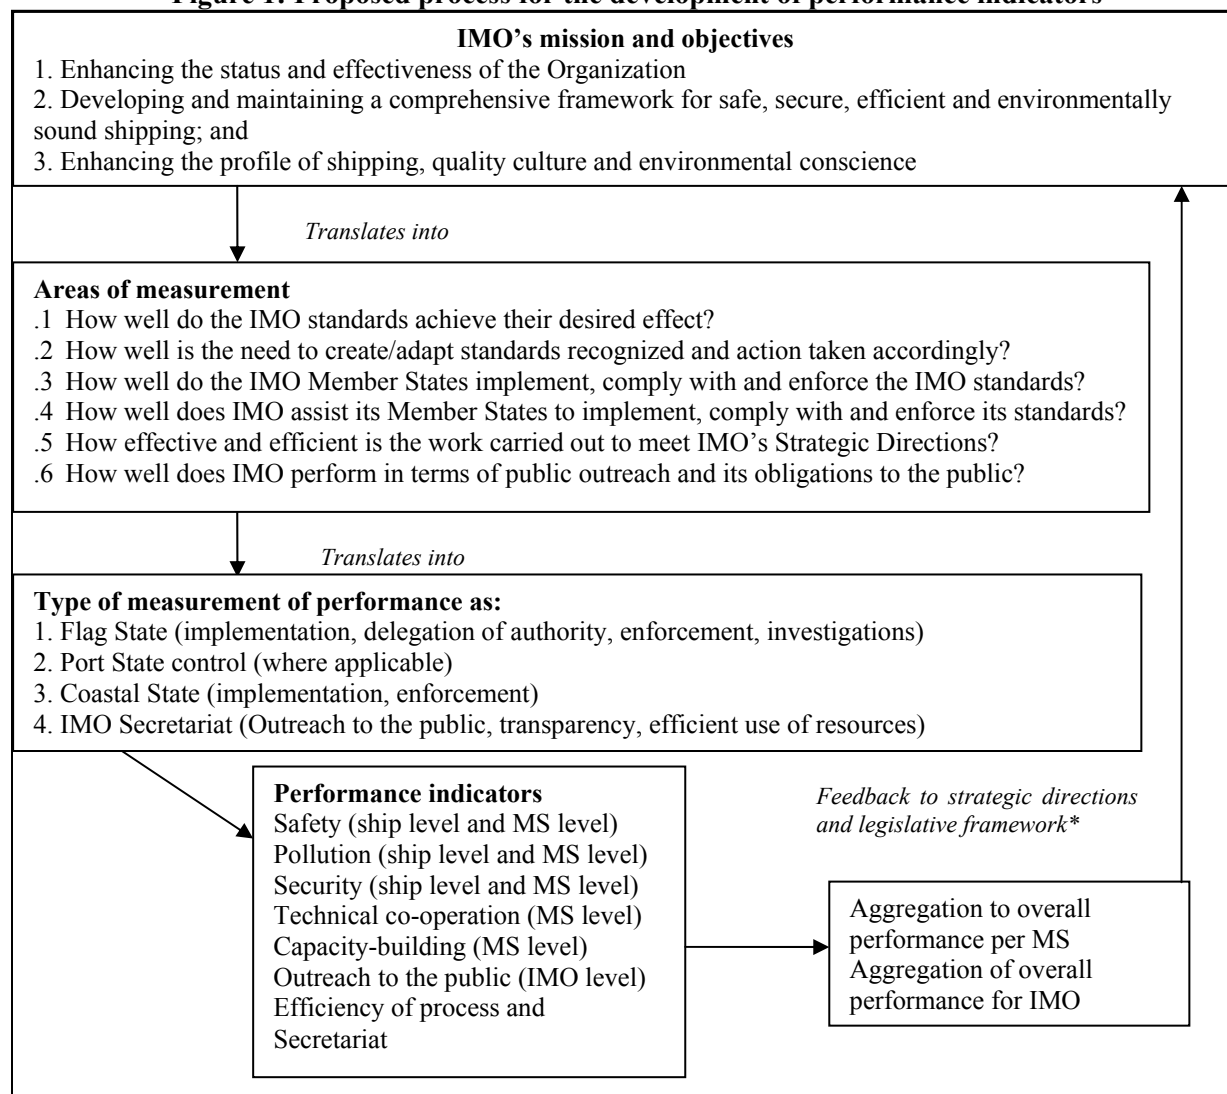 Figure 1: Proposed process for the development of performance indicators
IMO’s mission and objectives
1. Enhancing the status and effectiveness of the Organization
2. Developing and maintaining a comprehensive framework for safe, secure, efficient and environmentally
sound shipping; and
3. Enhancing the profile of shipping, quality culture and environmental conscience
Translates into
Areas of measurement
.1 How well do the IMO standards achieve their desired effect?
.2 How well is the need to create/adapt standards recognized and action taken accordingly?
.3 How well do the IMO Member States implement, comply with and enforce the IMO standards?
.4 How well does IMO assist its Member States to implement, comply with and enforce its standards?
.5 How effective and efficient is the work carried out to meet IMO’s Strategic Directions?
.6 How well does IMO perform in terms of public outreach and its obligations to the public?
Translates into
Type of measurement of performance as:
1. Flag State (implementation, delegation of authority, enforcement, investigations)
2. Port State control (where applicable)
3. Coastal State (implementation, enforcement)
4. IMO Secretariat (Outreach to the public, transparency, efficient use of resources)
Performance indicators
Safety (ship level and MS level)
Pollution (ship level and MS level)
Security (ship level and MS level)
Technical co-operation (MS level)
Capacity-building (MS level)
Outreach to the public (IMO level)
Efficiency of process and
Secretariat
Feedback to strategic directions
and legislative framework*
Aggregation to overall
performance per MS
Aggregation of overall
performance for IMO